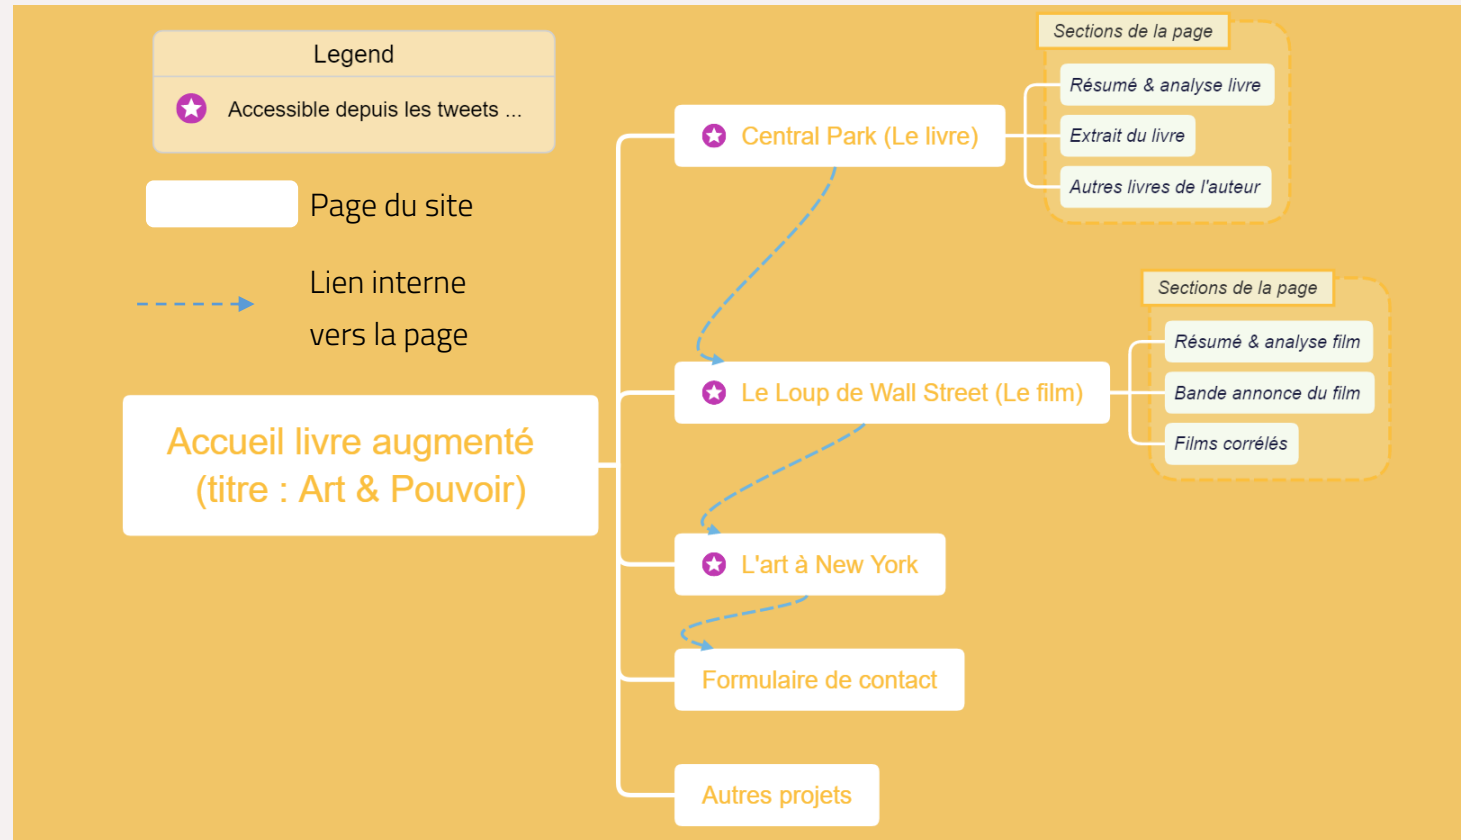 Legend
Accessible depuis les tweets ...
Page du site
Lien interne
vers la page
Accueil livre augmenté
(titre : Art & Pouvoir)
Central Park (Le livre)
Sections de la page
Résumé & analyse livre
Extrait du livre
Autres livres de l'auteur
Le Loup de Wall Street (Le film)
Sections de la page
Résumé & analyse film
Bande annonce du film
Films corrélés
L'art à New York
Formulaire de contact
Autres projets